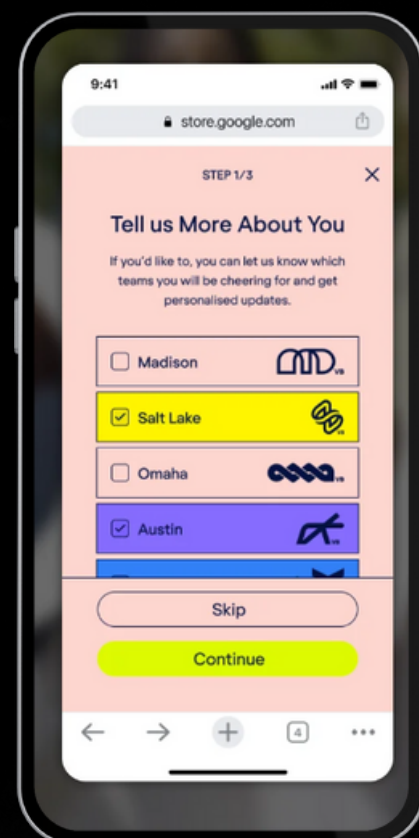 9:41
store.google.com
STEP 1/3
Tell us More About You
If you'd like to, you can let us know which
teams you will be cheering for and get
personalised updates.
Madison
Salt Lake
Omaha
Austin
Skip
Continue
4